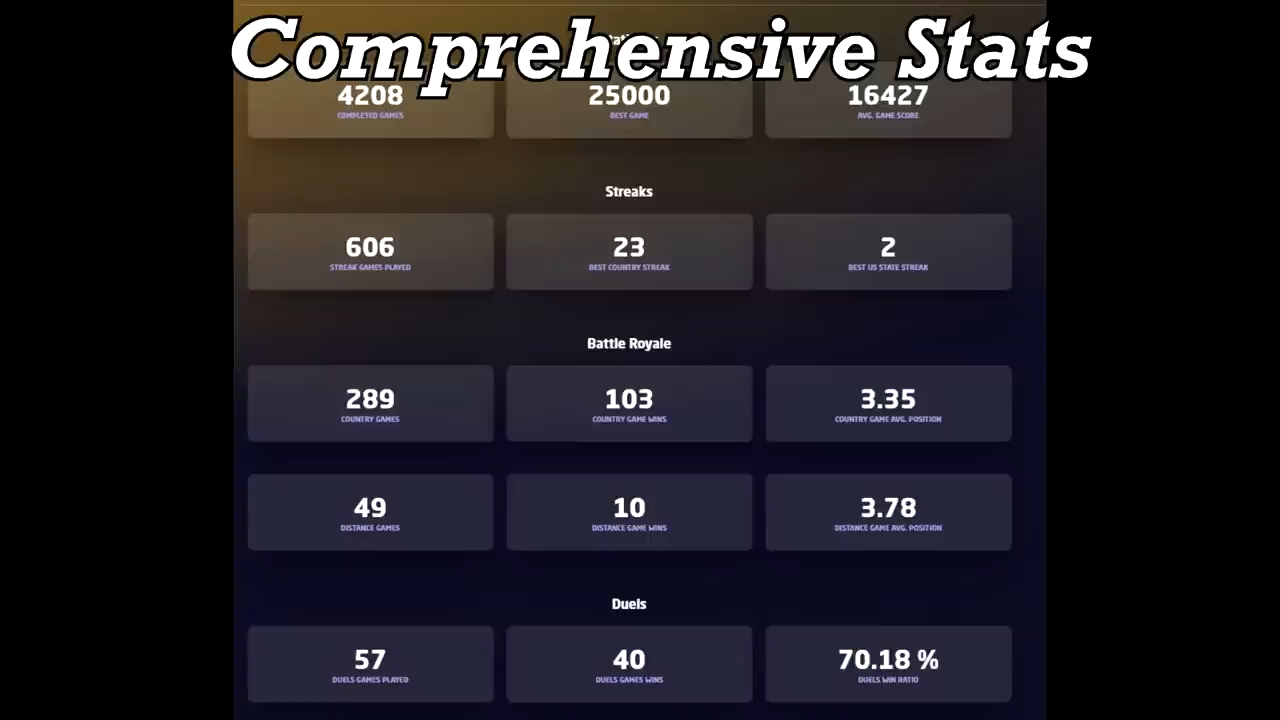 Comprehensive Stats
4208 25000 16427
COMPLETED GAMES BEST GAME AVG. GAME SCORE
Streaks
606 23 2
STREAK GAMES PLAYED BEST COUNTRY STREAK BEST US STATE STREAK
Battle Royale
289 103 3.35
COUNTRY GAMES COUNTRY GAME WINS COUNTRY GAME AVG. POSITION
49 10 3.78
DISTANCE GAMES DISTANCE GAME WINS DISTANCE GAME AVG. POSITION
Duels
57 40 70.18 %
DUELS GAMES PLAYED DUELS GAMES WINS DUELS WIN RATIO